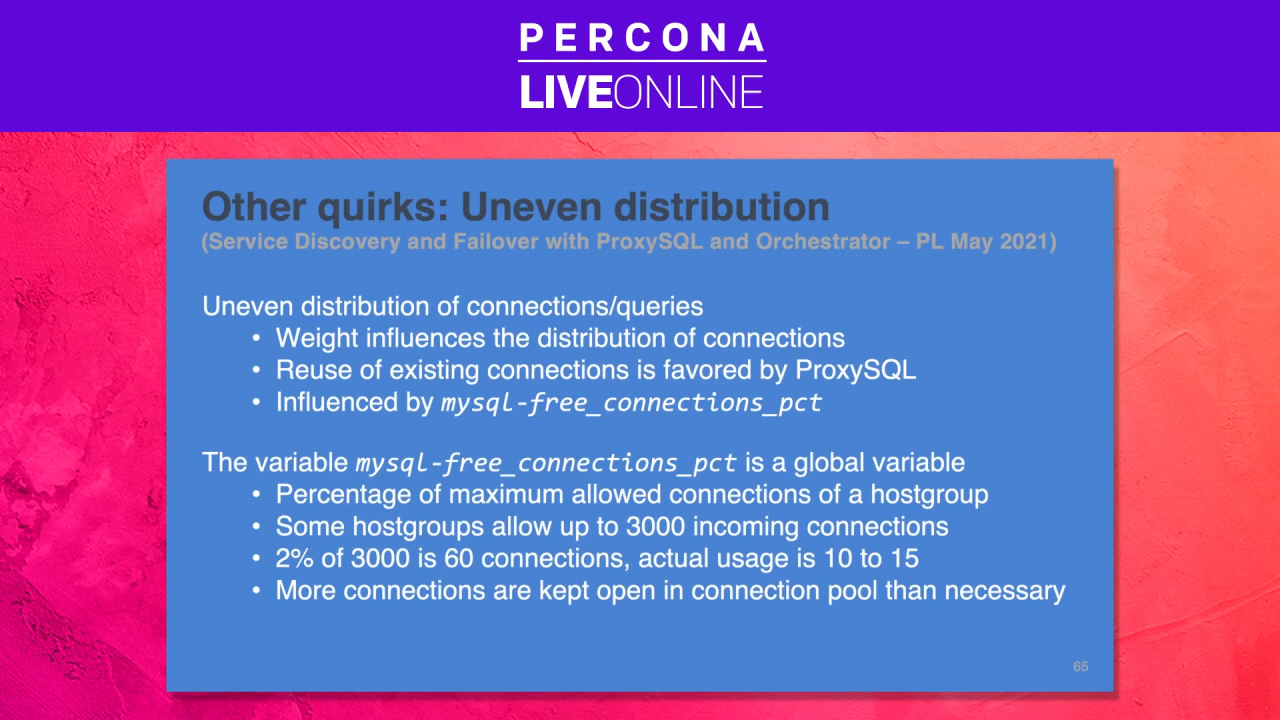 PERCONA
LIVEONLINE
Other quirks: Uneven distribution
(Service Discovery and Failover with ProxySQL and Orchestrator – PL May 2021)
Uneven distribution of connections/queries
• Weight influences the distribution of connections
• Reuse of existing connections is favored by ProxySQL
• Influenced by mysql-free_connections_pct
The variable mysql-free_connections_pct is a global variable
• Percentage of maximum allowed connections of a hostgroup
• Some hostgroups allow up to 3000 incoming connections
• 2% of 3000 is 60 connections, actual usage is 10 to 15
• More connections are kept open in connection pool than necessary
65